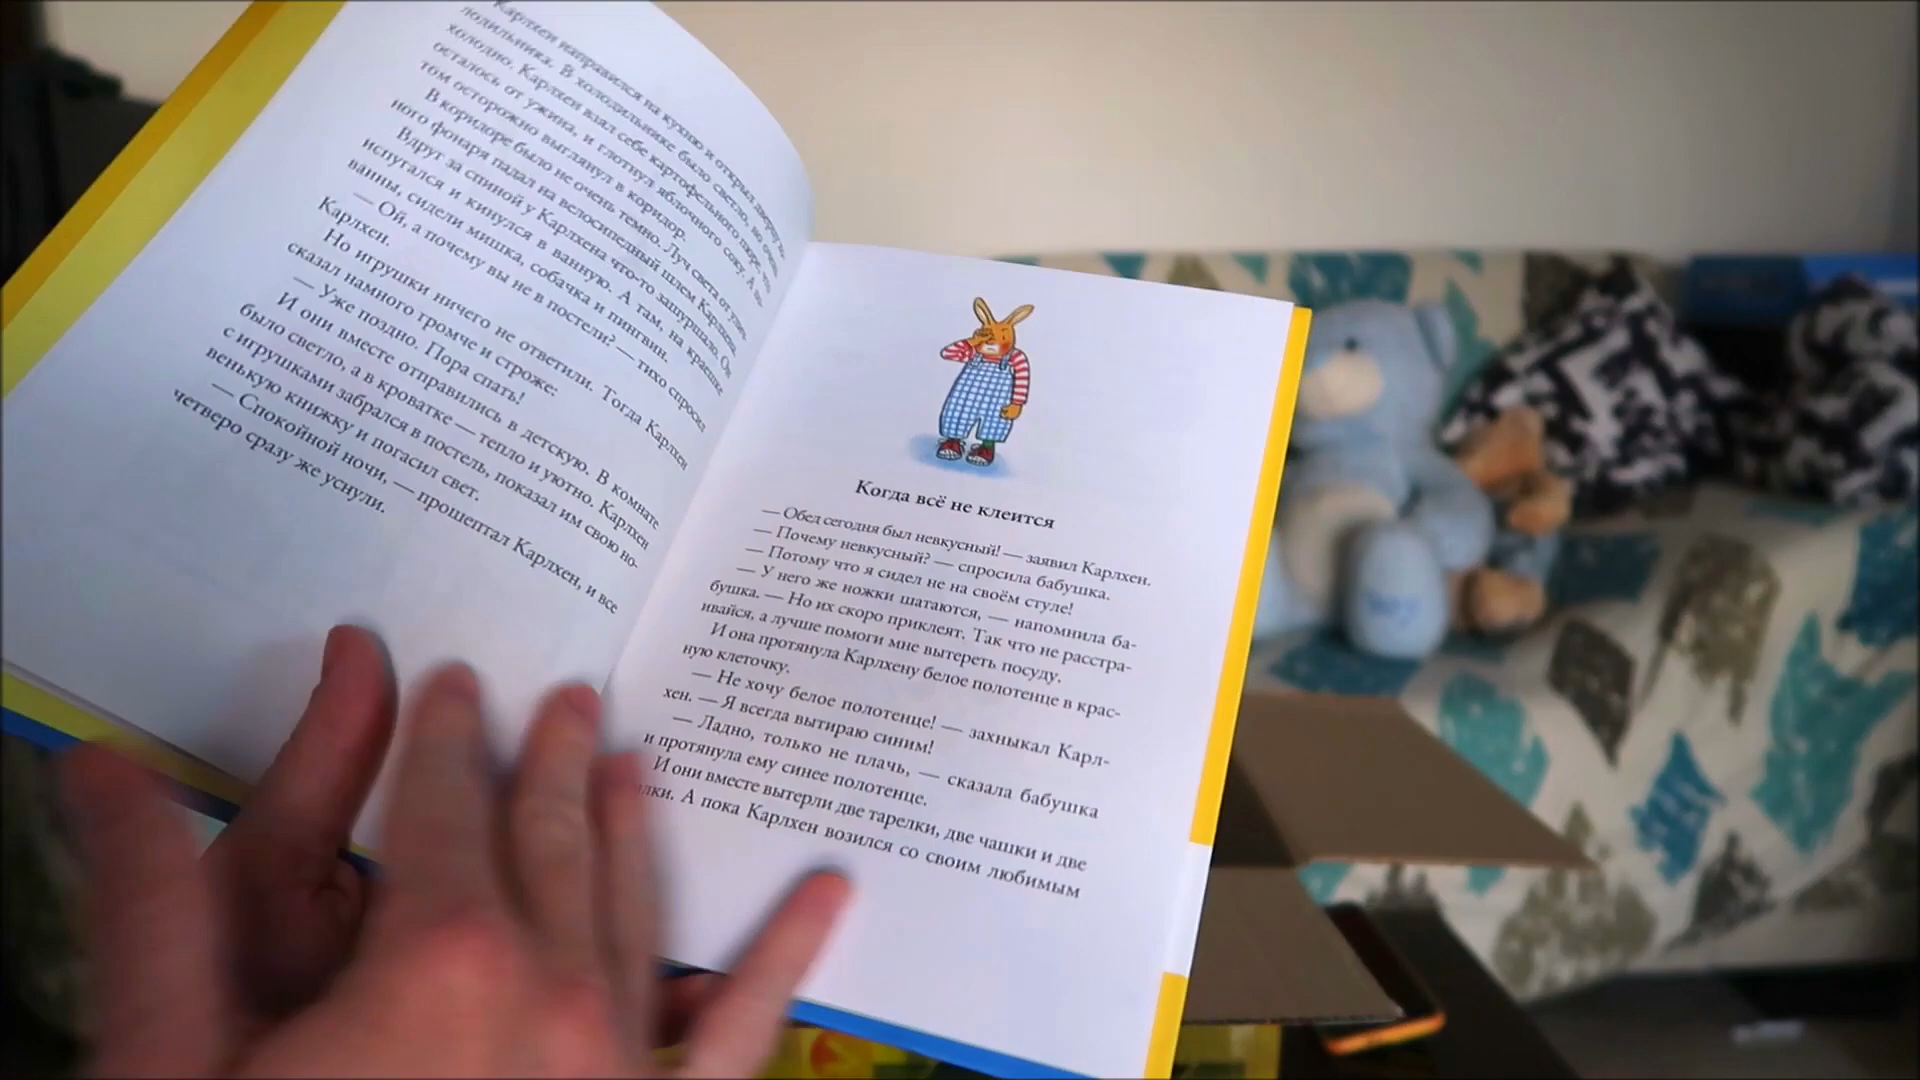 Карлхен направился на кухню и открыл дверцу хо-
лодильника. В холодильнике было светло, но очень
холодно. Карлхен взял себе картофельного пюре, что
осталось от ужина, и глотнул яблочного соку. А за-
том осторожно выглянул в коридор.
В коридоре было не очень темно. Луч света от улич-
ного фонаря падал на велосипедный шлем Карлхена.
Вдруг за спиной у Карлхена что-то зашуршало. Он
испугался и кинулся в ванную. А там, на краешке
ванны, сидели мишка, собачка и пингвин.
— Ой, а почему вы не в постели? — тихо спросил
Карлхен.
Но игрушки ничего не ответили. Тогда Карлхен
сказал намного громче и строже:
— Уже поздно. Пора спать!
И они вместе отправились в детскую. В комнате
было светло, а в кроватке — тепло и уютно. Карлхен
с игрушками забрался в постель, показал им свою но-
венькую книжку и погасил свет.
— Спокойной ночи, — прошептал Карлхен, и все
четверо сразу же уснули.
Когда всё не клеится
— Обед сегодня был невкусный! — заявил Карлхен.
— Почему невкусный? — спросила бабушка.
— Потому что я сидел не на своём стуле!
— У него же ножки шатаются, — напомнила ба-
бушка. — Но их скоро приклеят. Так что не расстра-
ивайся, а лучше помоги мне вытереть посуду.
И она протянула Карлхену белое полотенце в крас-
ную клеточку.
— Не хочу белое полотенце! — захныкал Карл-
хен. — Я всегда вытираю синим!
— Ладно, только не плачь, — сказала бабушка
и протянула ему синее полотенце.
И они вместе вытерли две тарелки, две чашки и две
А пока Карлхен возился со своим любимым